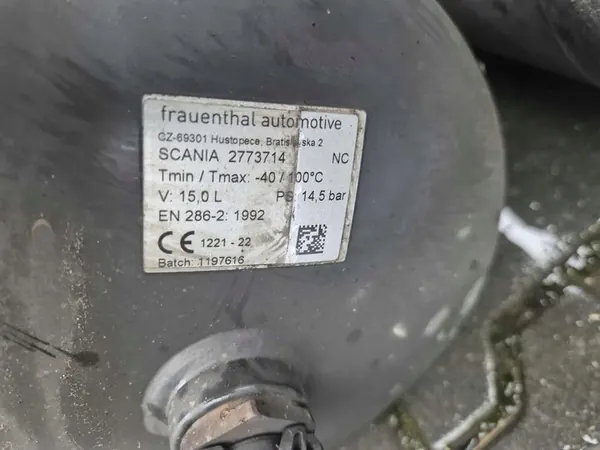 frauenthal automotive
CZ-69301 Hustopece, Bratislavska 2
SCANIA 2773714 NC
Tmin / Tmax: -40 / 100°C
V: 15,0 L PS: 14,5 bar
EN 286-2: 1992
CE 1221 - 22
Batch: 1197616